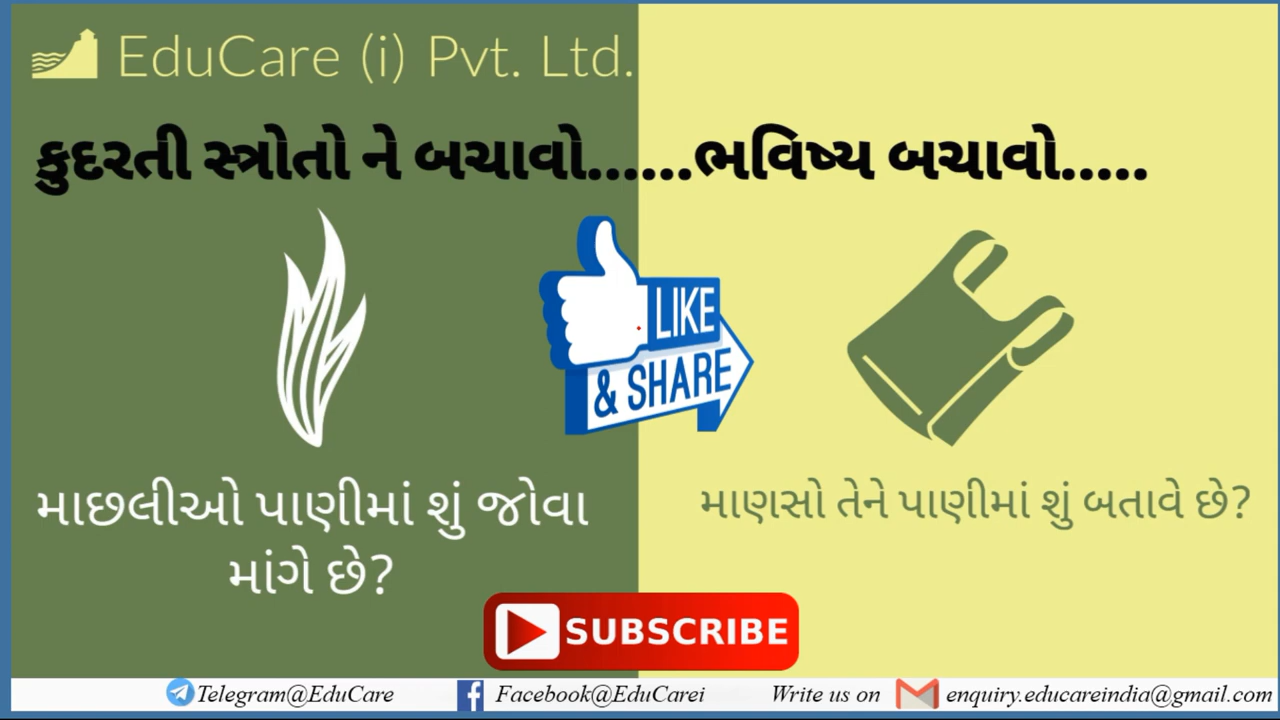 EduCare (i) Pvt. Ltd.
કુદરતી સ્ત્રોતો ને બચાવો......ભવિષ્ય બચાવો.....
LIKE
& SHARE
માછલીઓ પાણીમાં શું જોવા
માંગે છે?
માણસો તેને પાણીમાં શું બતાવે છે?
SUBSCRIBE
Telegram@EduCare Facebook@EduCarei Write us on enquiry.educareindia@gmail.com